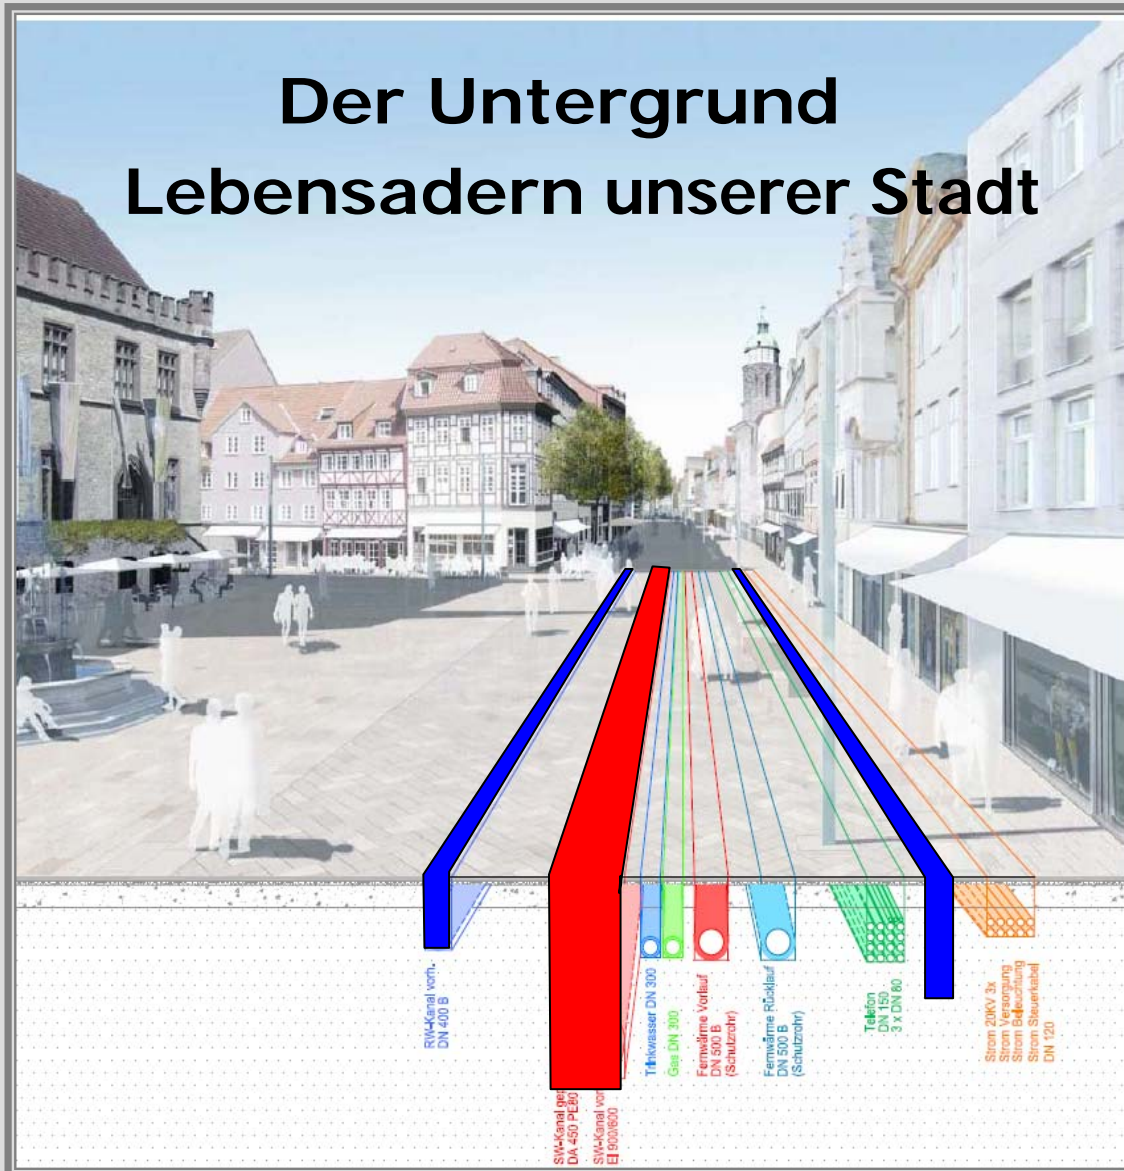 Der Untergrund
Lebensadern unserer Stadt
RW-Kanal vorh.
DN 400 B
SW-Kanal gep
DA 450 PE80
SW-Kanal vor
EI 900/600
Trinkwasser DN 300
Gas DN 300
Fernwärme Vorlauf
DN 500 B
(Schutzrohr)
Fernwärme Rücklauf
DN 500 B
(Schutzrohr)
Telefon
DN 150
3 x DN 80
Strom 20KV 3x
Strom Versorgung
Strom Beleuchtung
Strom Steuerkabel
DN 120